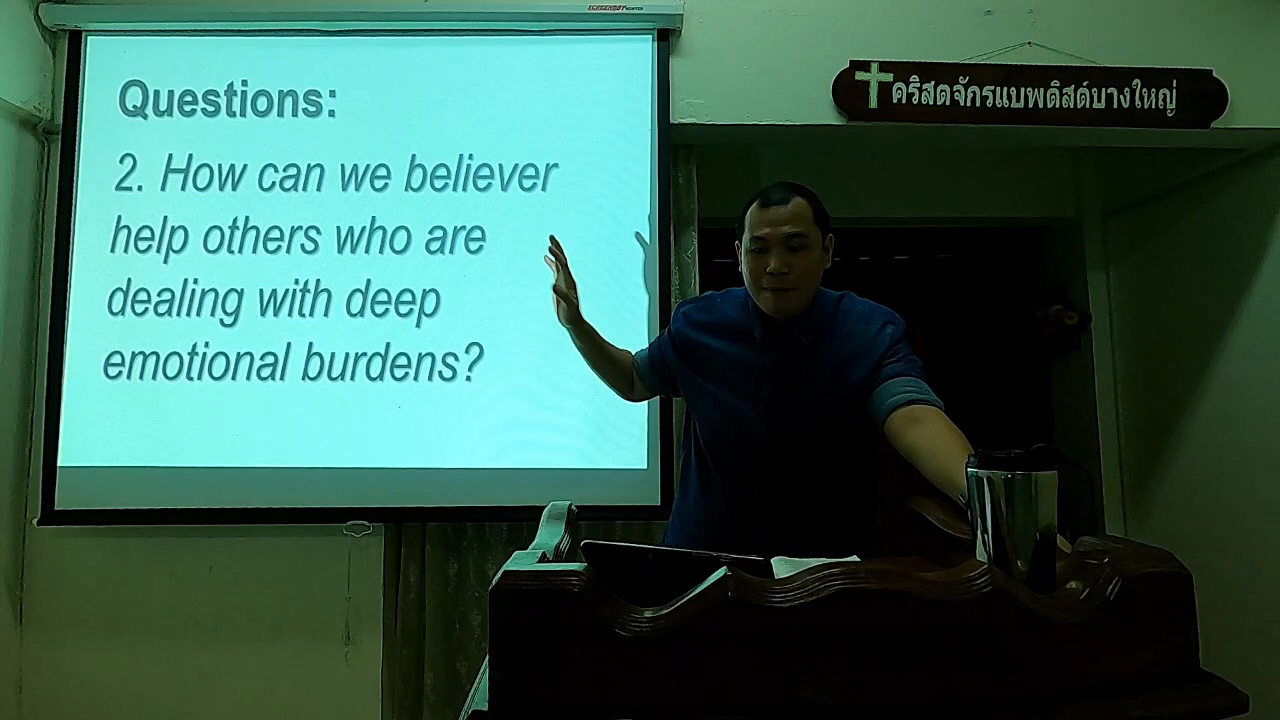 Questions:
2. How can we believer
help others who are
dealing with deep
emotional burdens?
คริสตจักรแบพติสต์บางใหญ่